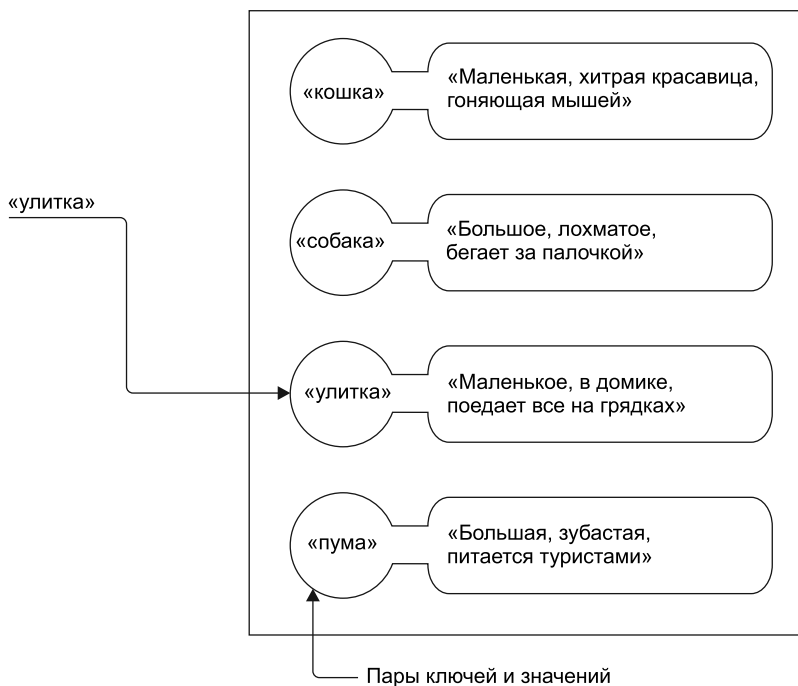 «кошка»
«Маленькая, хитрая красавица,
гоняющая мышей»
«улитка»
«собака»
«Большое, лохматое,
бегает за палочкой»
«улитка»
«Маленькое, в домике,
поедает все на грядках»
«пума»
«Большая, зубастая,
питается туристами»
Пары ключей и значений